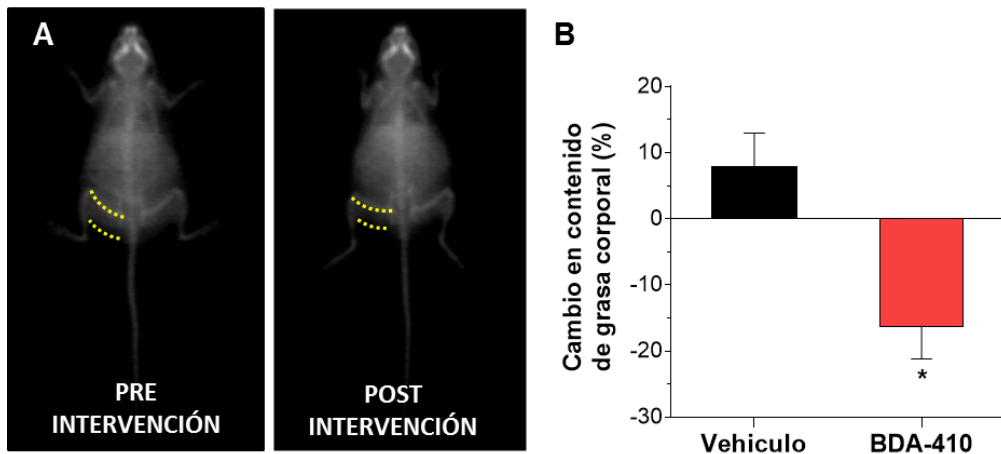 A
PRE
INTERVENCIÓN
POST
INTERVENCIÓN
B
Cambio en contenido
de grasa corporal (%)
20
10
0
-10
-20
-30
*
Vehiculo
BDA-410